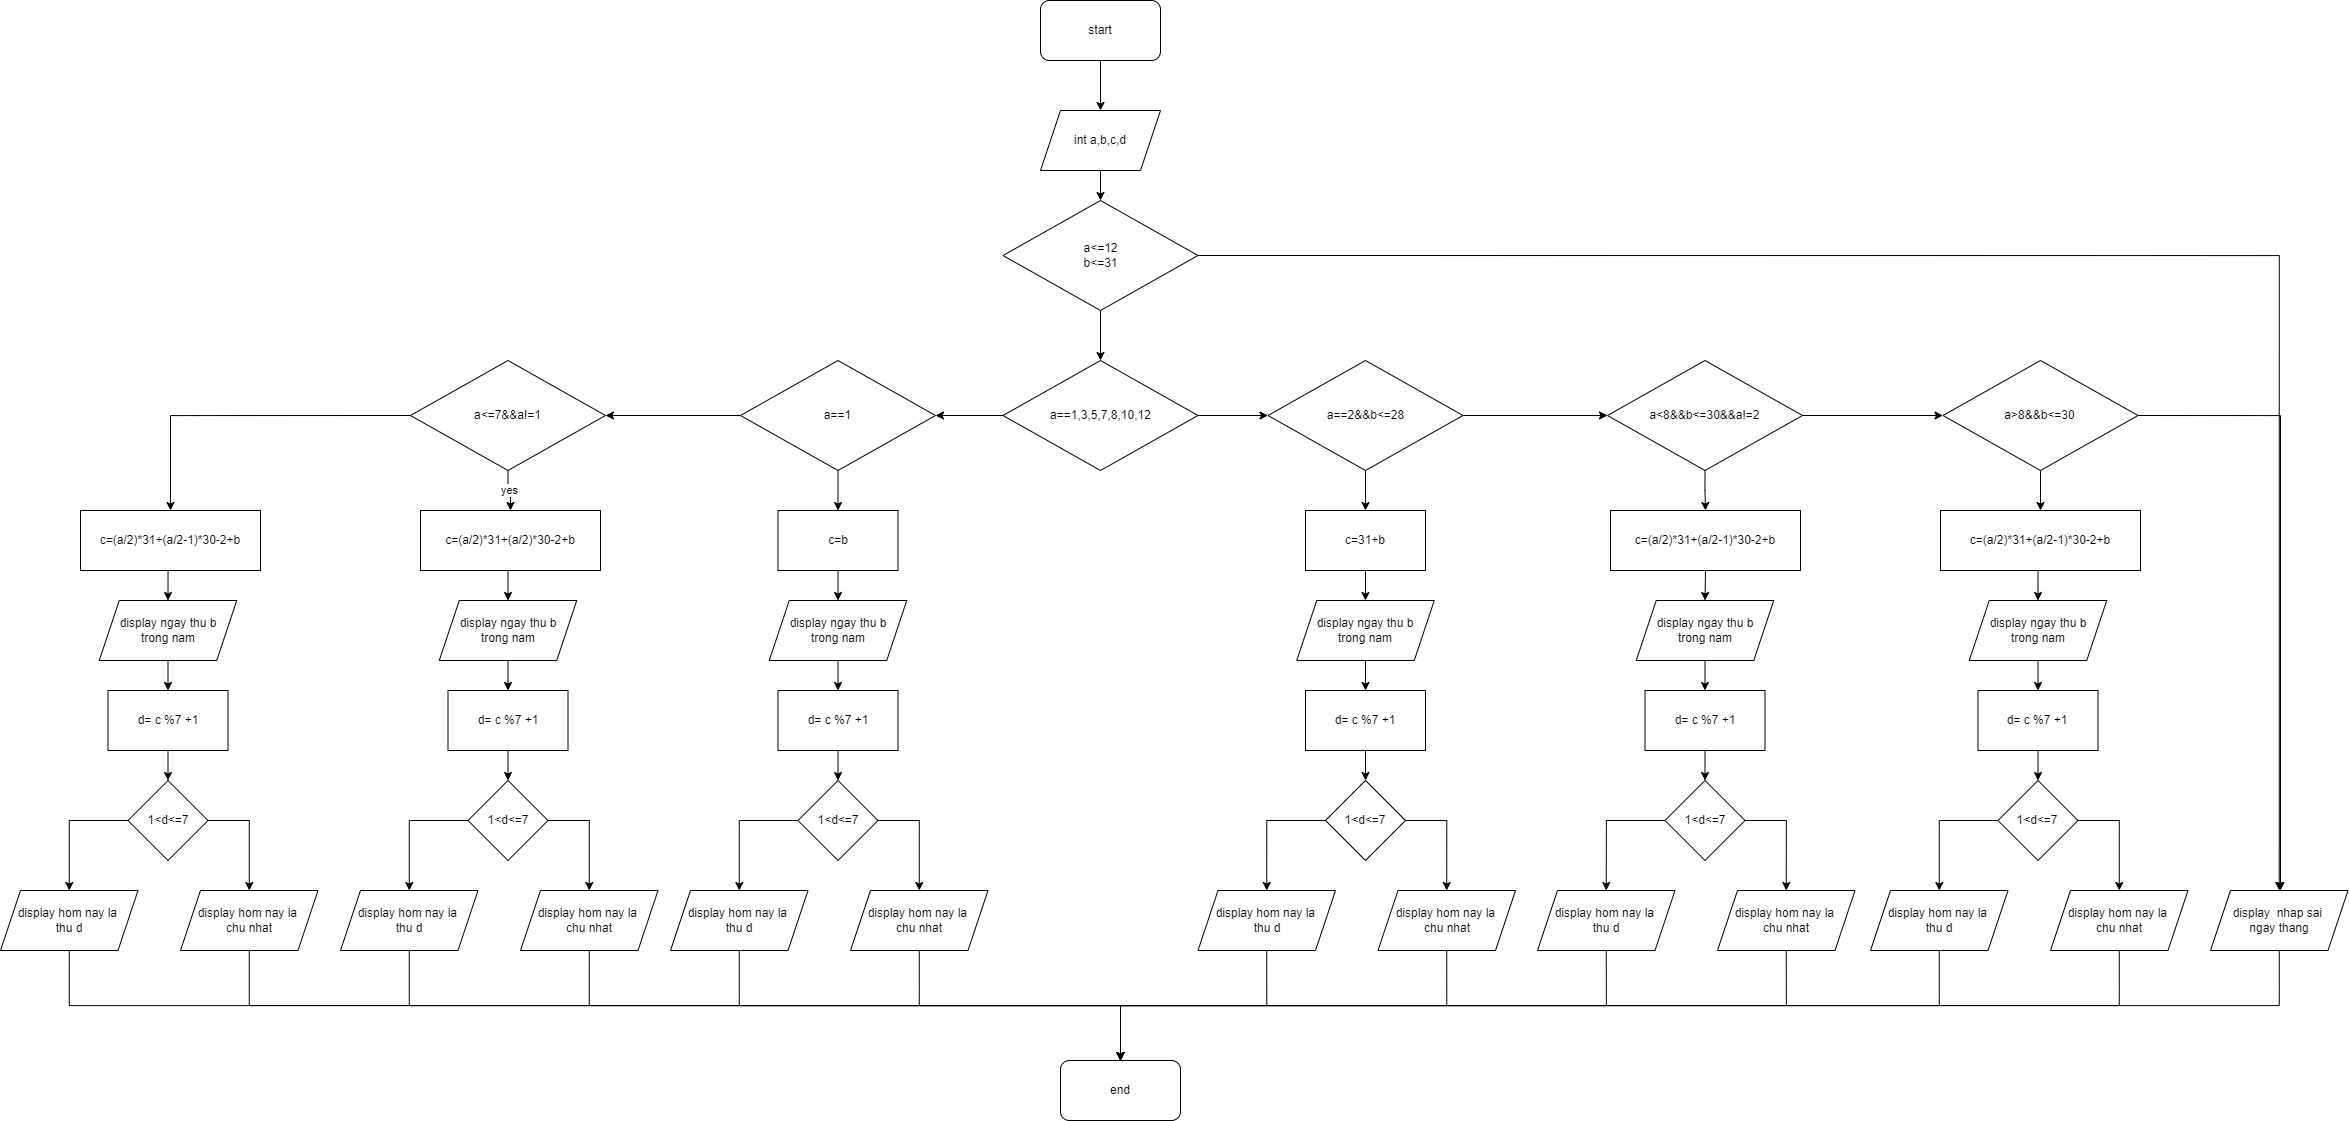 start
int a,b,c,d
a<=12
b<=31
a<=7&&a!=1
a==1
a==1,3,5,7,8,10,12
a==2&&b<=28
a<8&&b<=30&&a!=2
a>8&&b<=30
yes
c=(a/2)*31+(a/2-1)*30-2+b
c=(a/2)*31+(a/2)*30-2+b
c=b
c=31+b
c=(a/2)*31+(a/2-1)*30-2+b
c=(a/2)*31+(a/2-1)*30-2+b
display ngay thu b
trong nam
display ngay thu b
trong nam
display ngay thu b
trong nam
display ngay thu b
trong nam
display ngay thu b
trong nam
display ngay thu b
trong nam
d= c %7 +1
d= c %7 +1
d= c %7 +1
d= c %7 +1
d= c %7 +1
d= c %7 +1
1<d<=7
1<d<=7
1<d<=7
1<d<=7
1<d<=7
1<d<=7
display hom nay la
thu d
display hom nay la
chu nhat
display hom nay la
thu d
display hom nay la
chu nhat
display hom nay la
thu d
display hom nay la
chu nhat
display hom nay la
thu d
display hom nay la
chu nhat
display hom nay la
thu d
display hom nay la
chu nhat
display hom nay la
thu d
display hom nay la
chu nhat
display  nhap sai
ngay thang
end